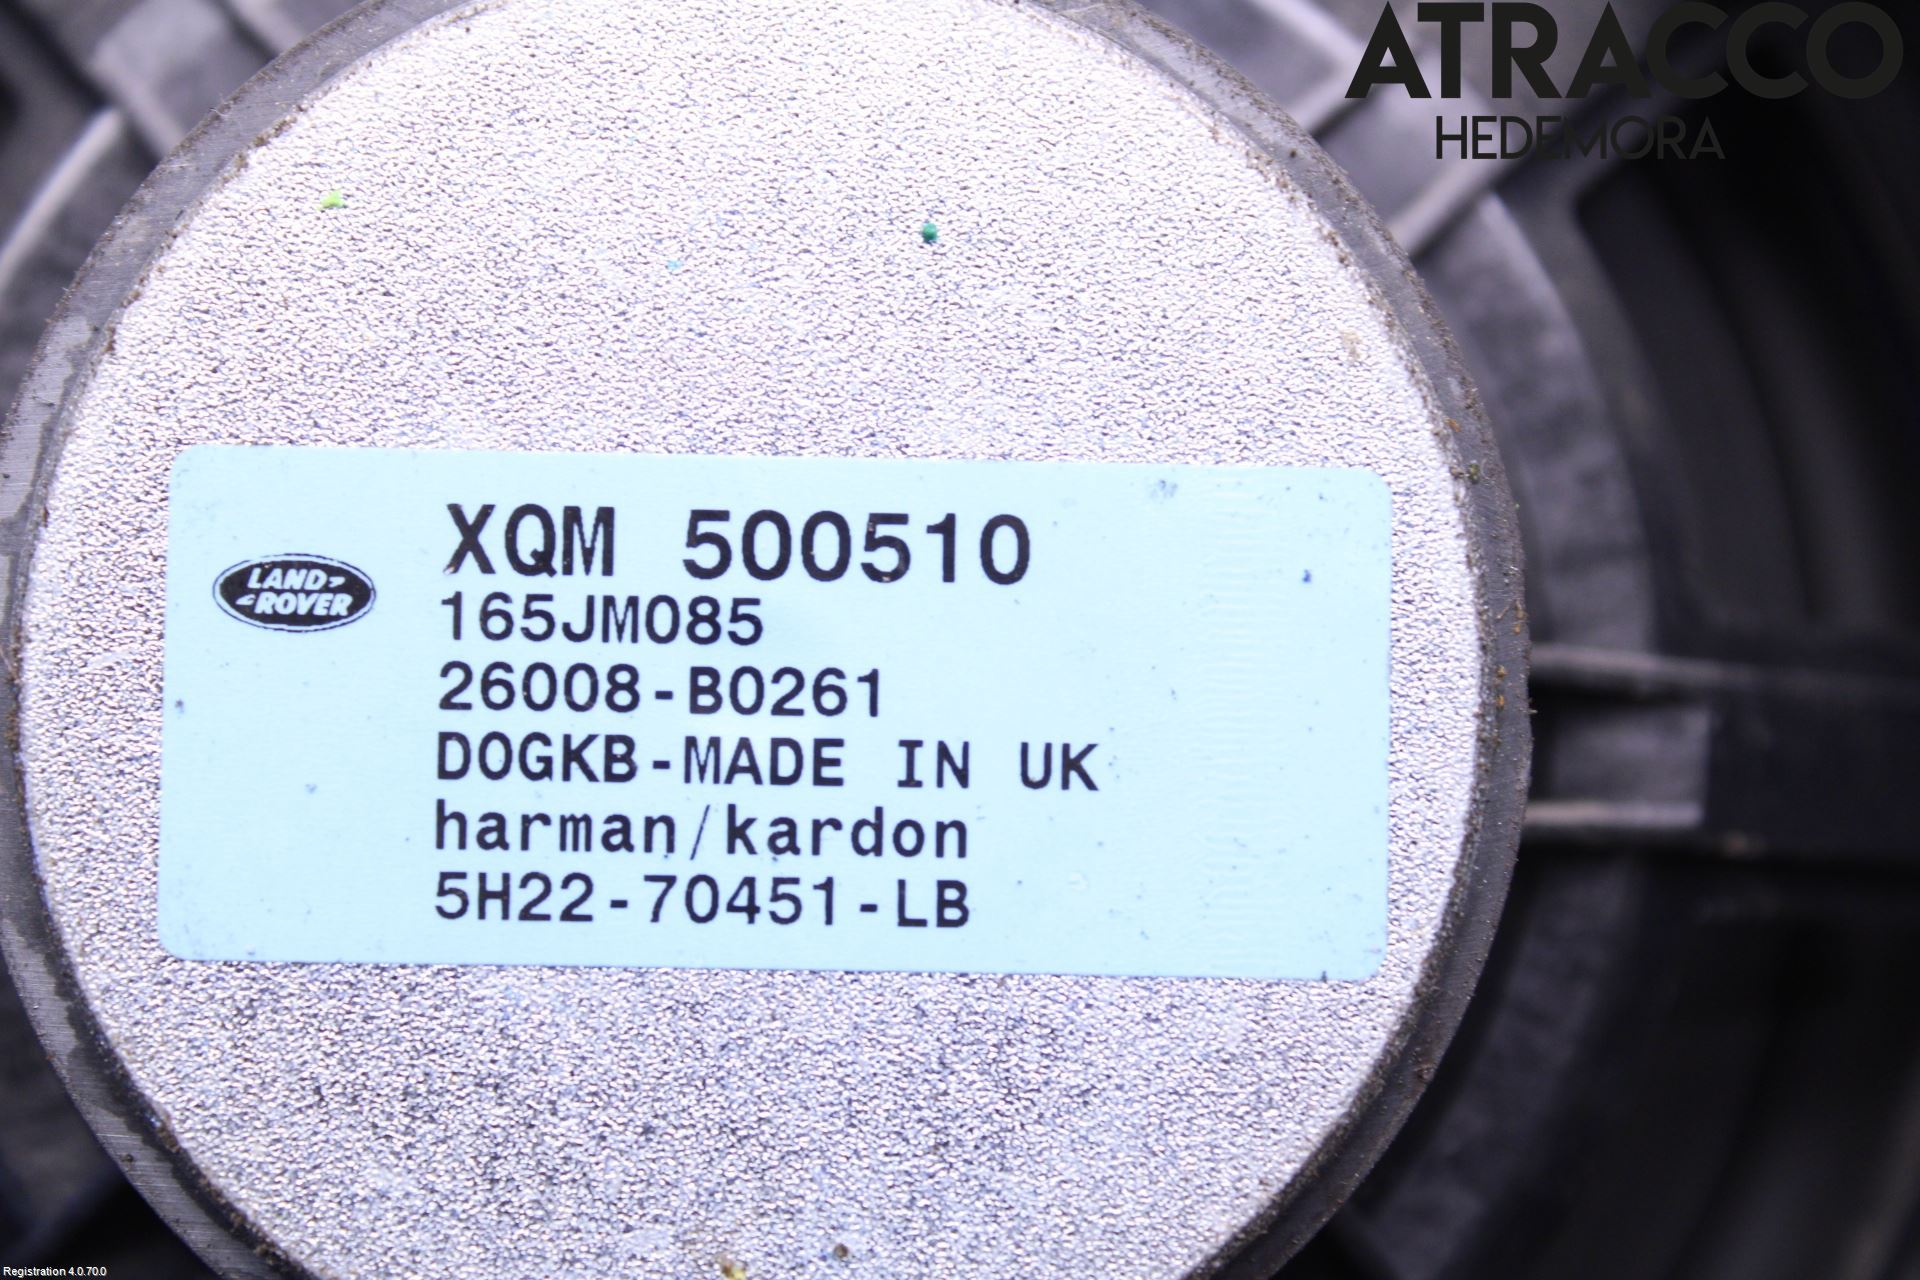 ATRACCO
HEDEMORA
LAND
ROVER
XQM 500510
165JM085
26008-B0261
D0GKB-MADE IN UK
harman/kardon
5H22-70451-LB
Registration 4.0.70.0